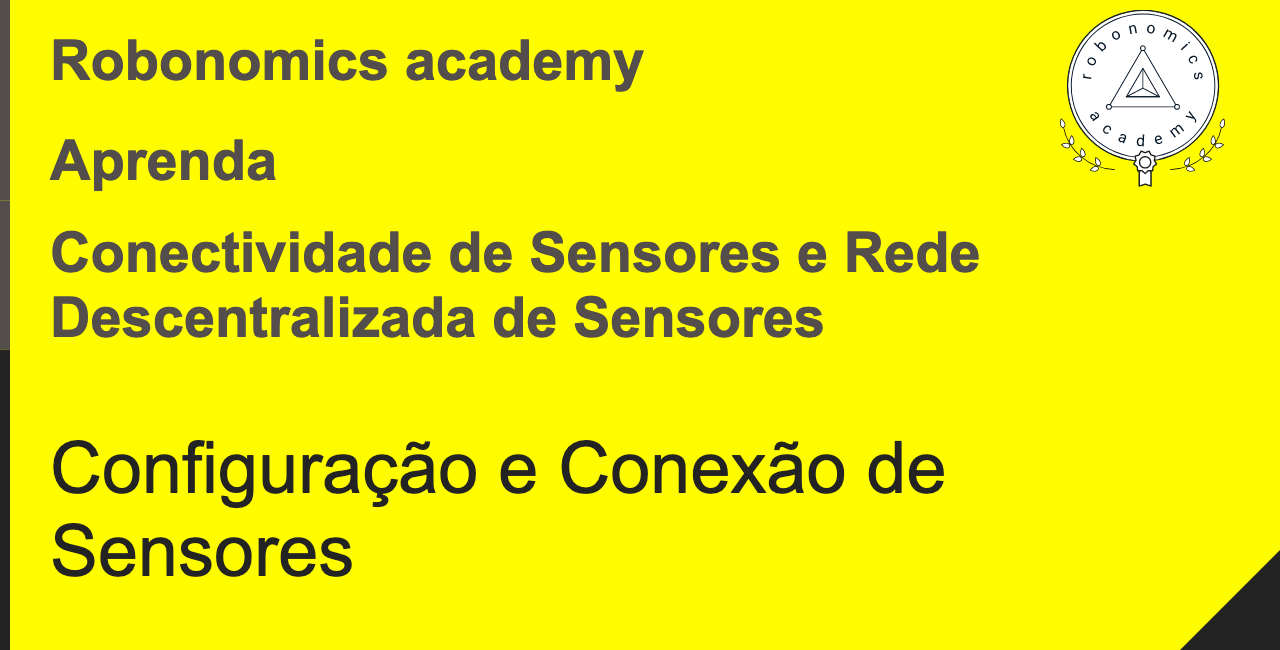 Robonomics academy
robonomics
academy
Aprenda
Conectividade de Sensores e Rede
Descentralizada de Sensores
Configuração e Conexão de
Sensores